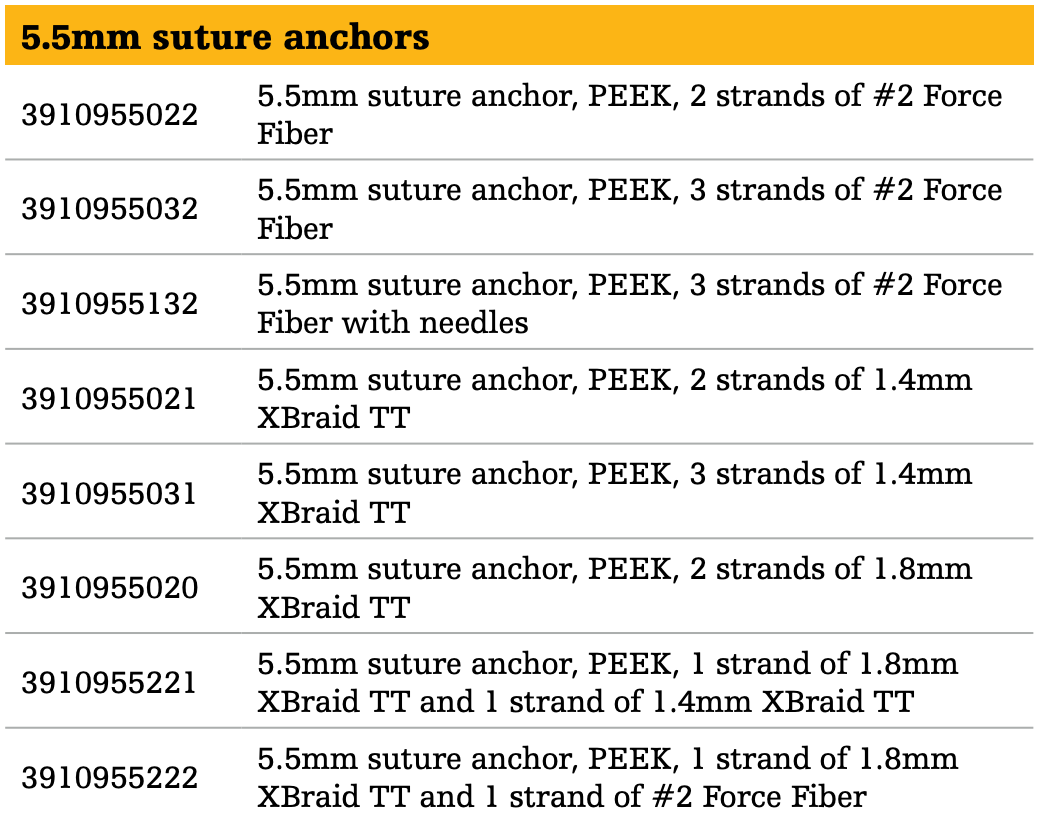 5.5mm suture anchors
3910955022
5.5mm suture anchor, PEEK, 2 strands of #2 Force
Fiber
3910955032
5.5mm suture anchor, PEEK, 3 strands of #2 Force
Fiber
3910955132
5.5mm suture anchor, PEEK, 3 strands of #2 Force
Fiber with needles
3910955021
5.5mm suture anchor, PEEK, 2 strands of 1.4mm
XBraid TT
3910955031
5.5mm suture anchor, PEEK, 3 strands of 1.4mm
XBraid TT
3910955020
5.5mm suture anchor, PEEK, 2 strands of 1.8mm
XBraid TT
3910955221
5.5mm suture anchor, PEEK, 1 strand of 1.8mm
XBraid TT and 1 strand of 1.4mm XBraid TT
3910955222
5.5mm suture anchor, PEEK, 1 strand of 1.8mm
XBraid TT and 1 strand of #2 Force Fiber